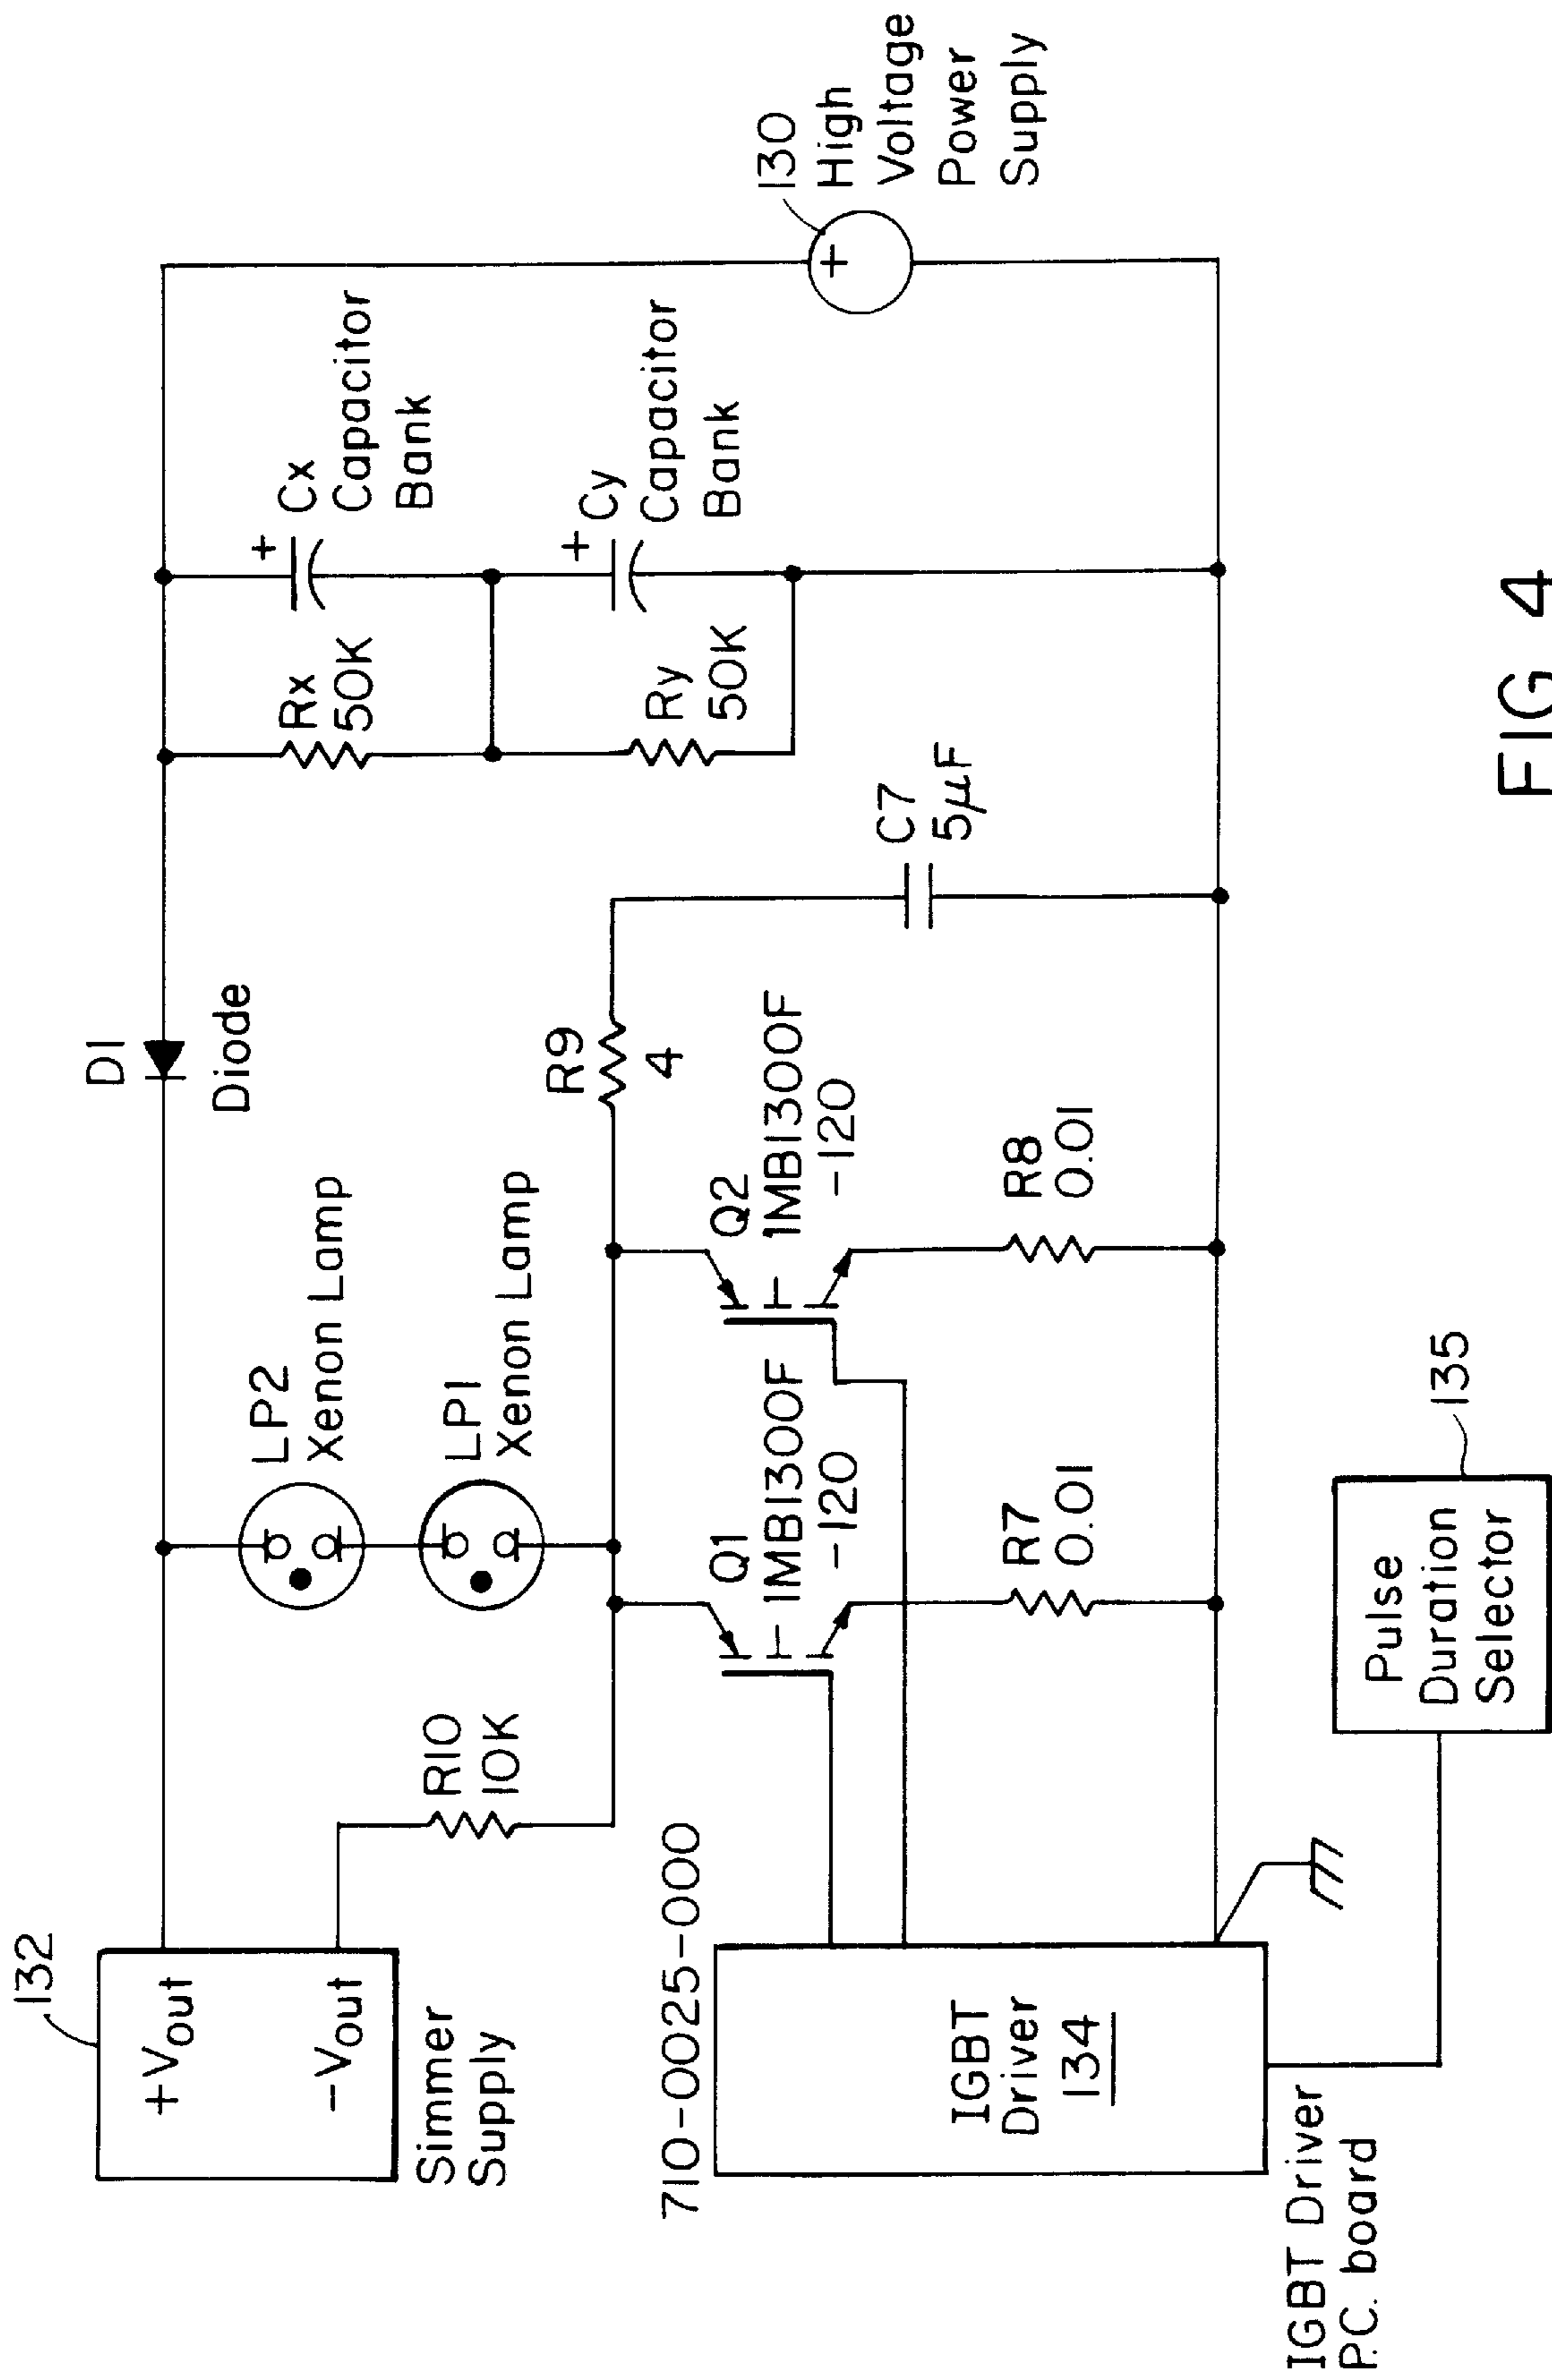 132
+Vout
-Vout
Simmer
Supply
R10
10K
LP2
Xenon Lamp
LP1
Xenon Lamp
D1
Diode
Rx
50K
Cx
Capacitor
Bank
+
Ry
50K
Cy
Capacitor
Bank
+
130
High
Voltage
Power
Supply
+
R9
4
C7
5µF
Q1
1MB1300F
-120
Q2
1MB1300F
-120
R7
0.01
R8
0.01
710-0025-000
IGBT
Driver
134
IGBT Driver
P.C. board
Pulse
Duration
Selector
135
FIG 4